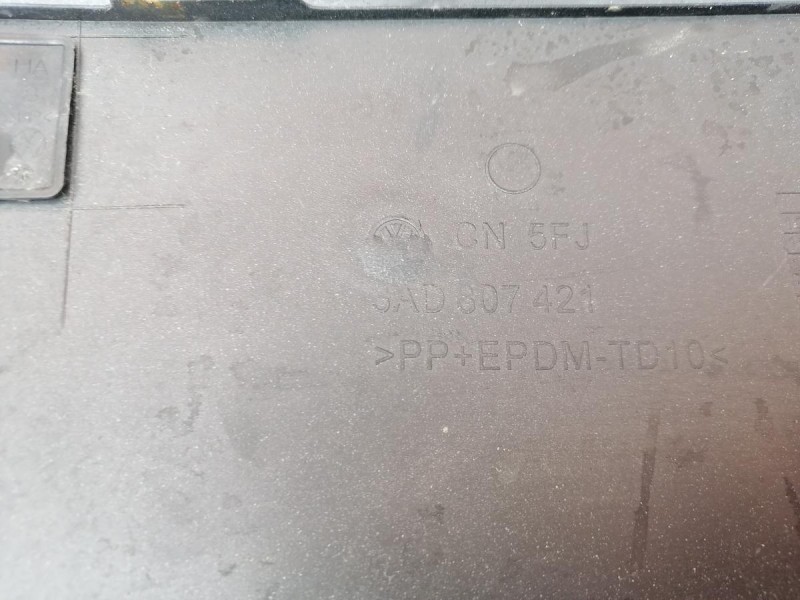 CN 5FJ
5AD 807 421
>PP+EPDM-TD10<